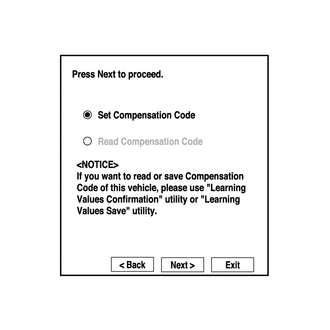 Press Next to proceed.
Set Compensation Code
Read Compensation Code
<NOTICE>
If you want to read or save Compensation
Code of this vehicle, please use "Learning
Values Confirmation" utility or "Learning
Values Save" utility.
< Back
Next >
Exit